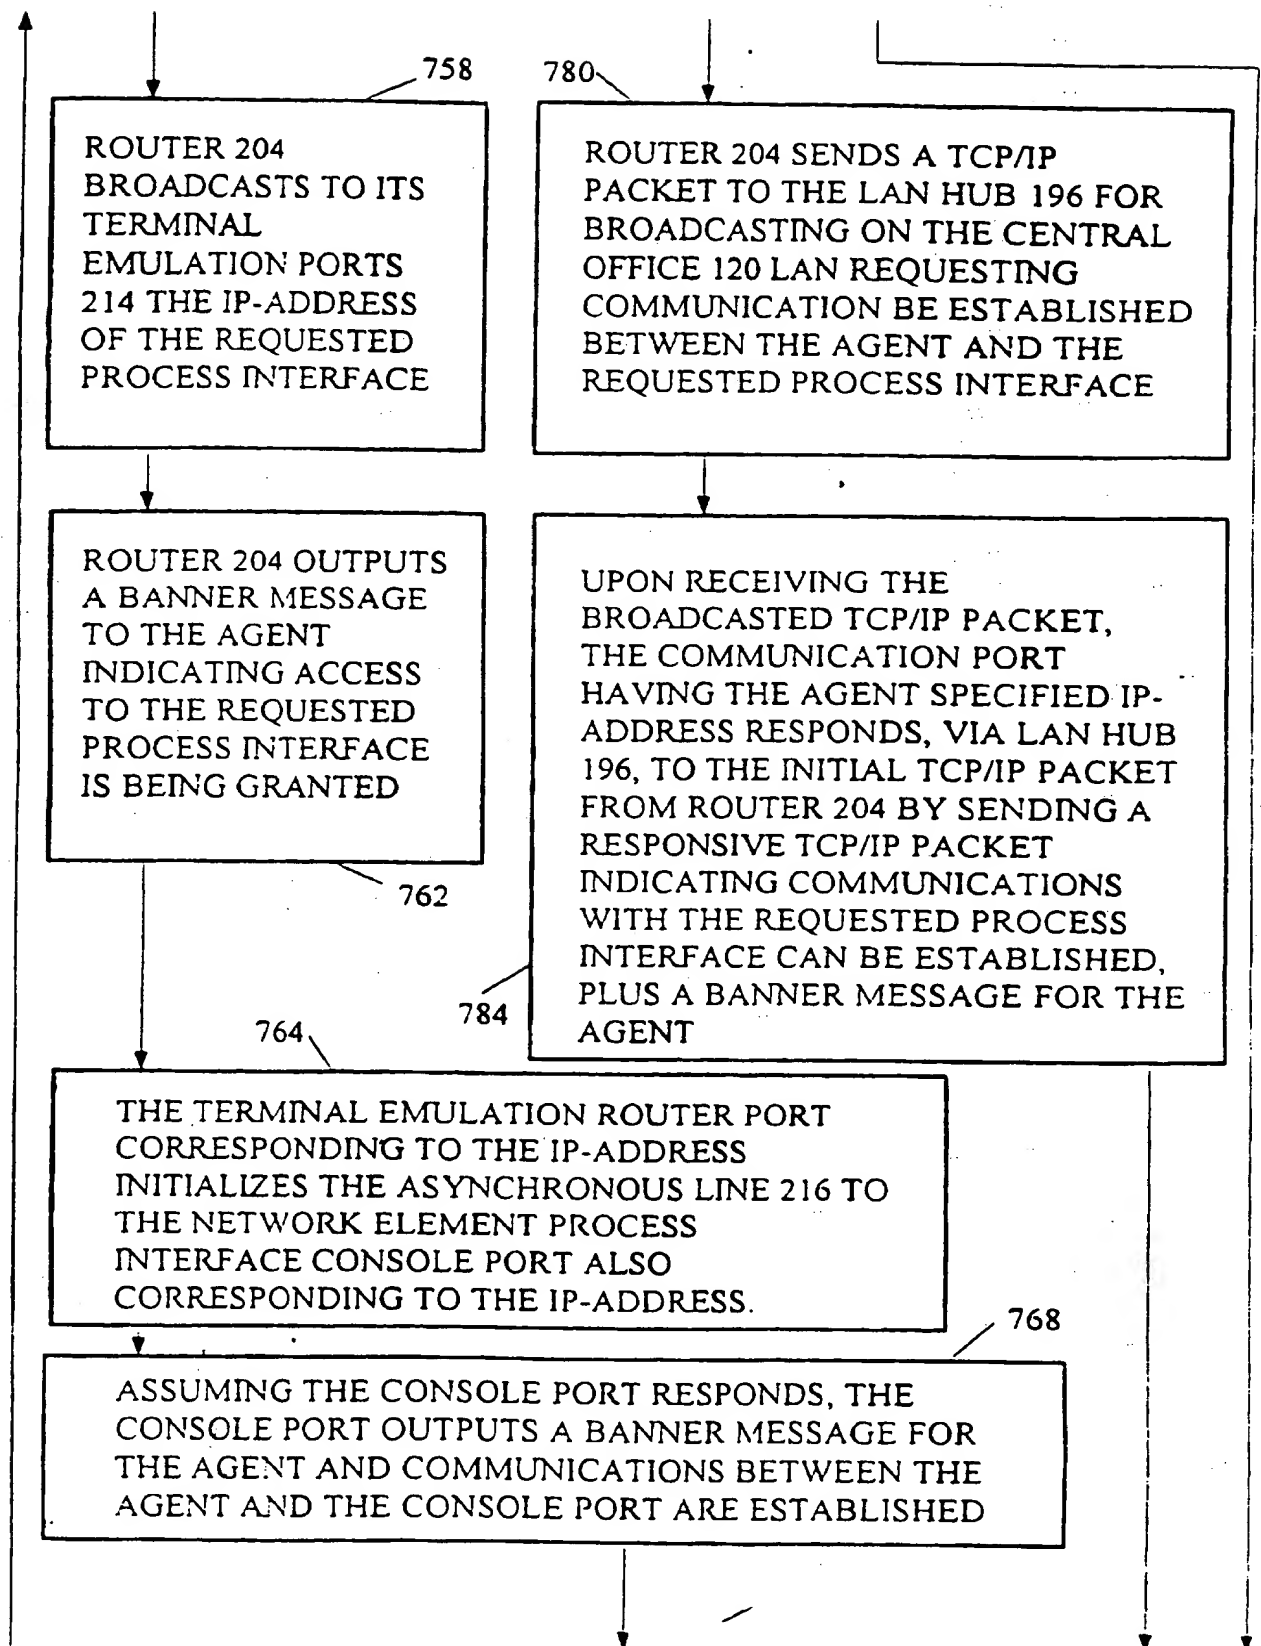 758
780
ROUTER 204
BROADCASTS TO ITS
TERMINAL
EMULATION PORTS
214 THE IP-ADDRESS
OF THE REQUESTED
PROCESS INTERFACE
ROUTER 204 SENDS A TCP/IP
PACKET TO THE LAN HUB 196 FOR
BROADCASTING ON THE CENTRAL
OFFICE 120 LAN REQUESTING
COMMUNICATION BE ESTABLISHED
BETWEEN THE AGENT AND THE
REQUESTED PROCESS INTERFACE
ROUTER 204 OUTPUTS
A BANNER MESSAGE
TO THE AGENT
INDICATING ACCESS
TO THE REQUESTED
PROCESS INTERFACE
IS BEING GRANTED
762
UPON RECEIVING THE
BROADCASTED TCP/IP PACKET,
THE COMMUNICATION PORT
HAVING THE AGENT SPECIFIED IP-
ADDRESS RESPONDS, VIA LAN HUB
196, TO THE INITIAL TCP/IP PACKET
FROM ROUTER 204 BY SENDING A
RESPONSIVE TCP/IP PACKET
INDICATING COMMUNICATIONS
WITH THE REQUESTED PROCESS
INTERFACE CAN BE ESTABLISHED,
PLUS A BANNER MESSAGE FOR THE
AGENT
784
764
THE TERMINAL EMULATION ROUTER PORT
CORRESPONDING TO THE IP-ADDRESS
INITIALIZES THE ASYNCHRONOUS LINE 216 TO
THE NETWORK ELEMENT PROCESS
INTERFACE CONSOLE PORT ALSO
CORRESPONDING TO THE IP-ADDRESS.
768
ASSUMING THE CONSOLE PORT RESPONDS, THE
CONSOLE PORT OUTPUTS A BANNER MESSAGE FOR
THE AGENT AND COMMUNICATIONS BETWEEN THE
AGENT AND THE CONSOLE PORT ARE ESTABLISHED